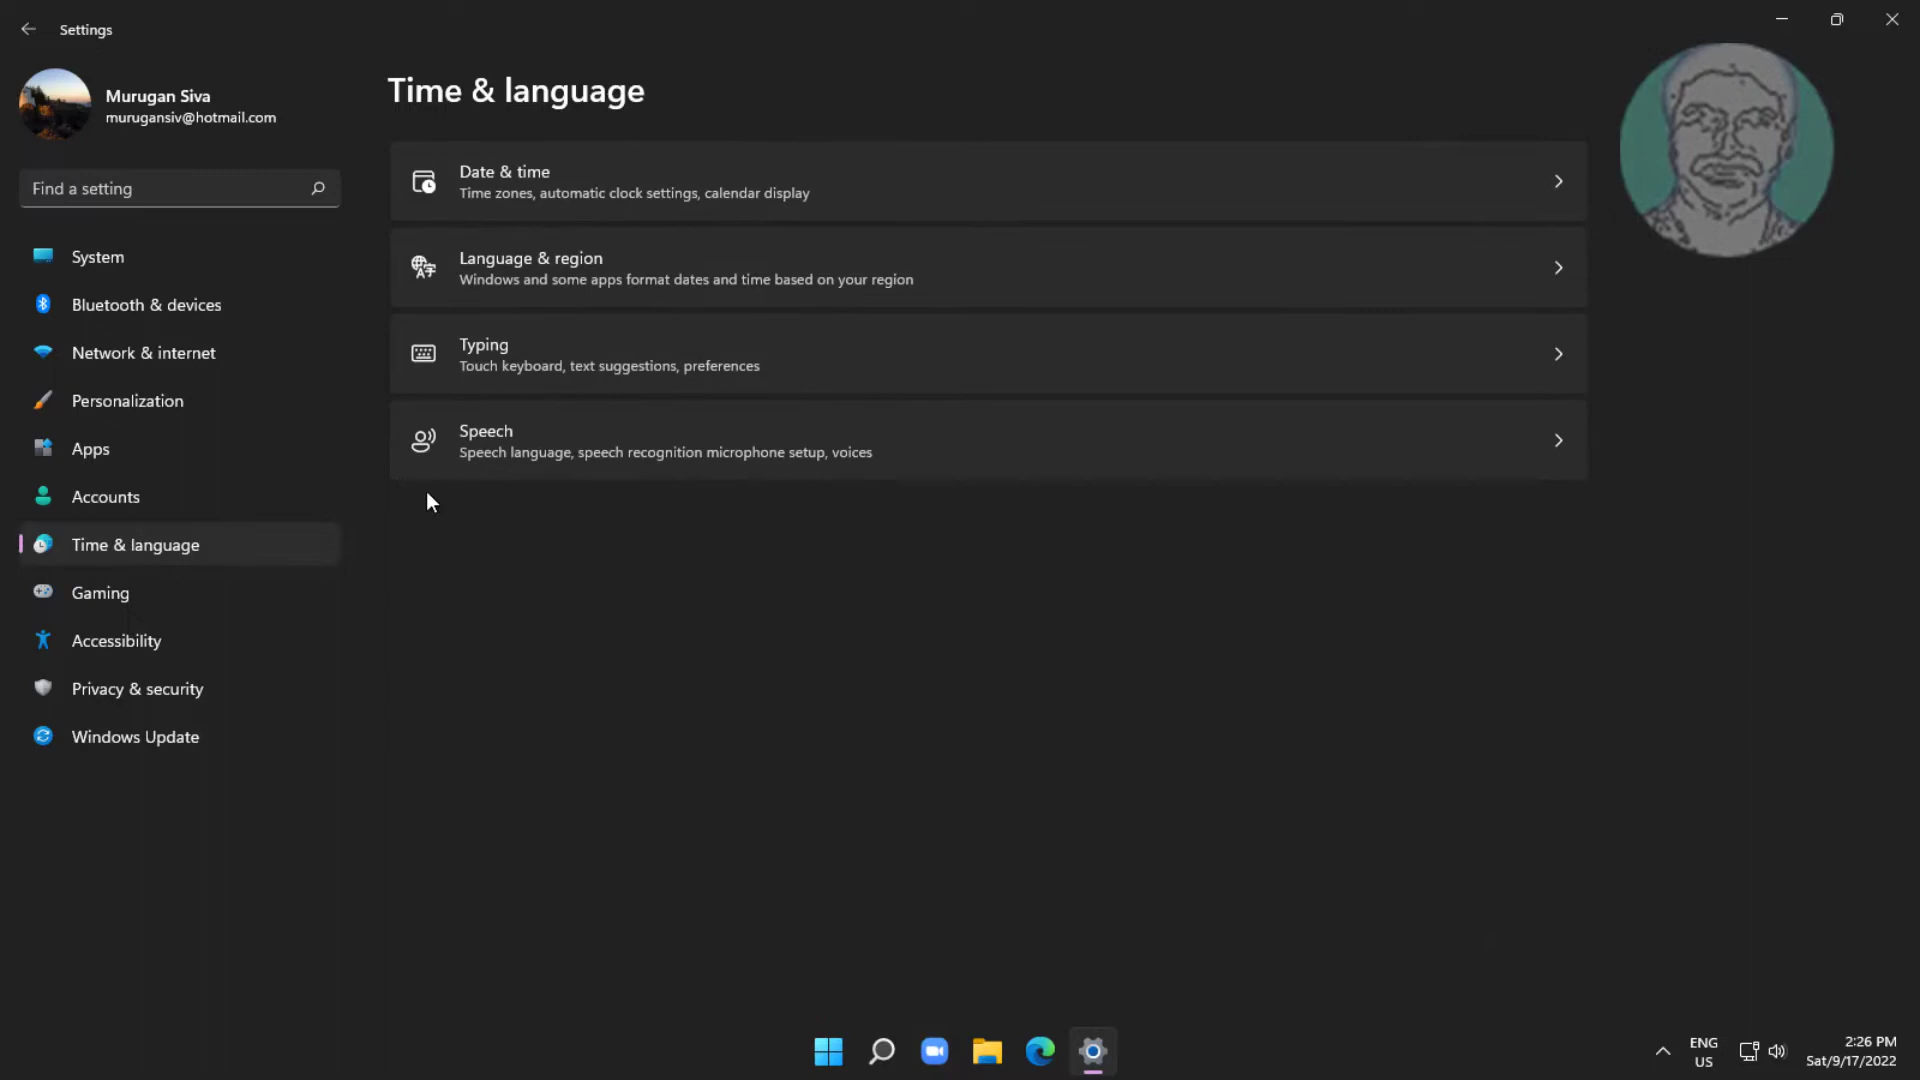 Settings
Murugan Siva
murugansiv@hotmail.com
Find a setting
System
Bluetooth & devices
Network & internet
Personalization
Apps
Accounts
Time & language
Gaming
Accessibility
Privacy & security
Windows Update
Time & language
Date & time
Time zones, automatic clock settings, calendar display
Language & region
Windows and some apps format dates and time based on your region
Typing
Touch keyboard, text suggestions, preferences
Speech
Speech language, speech recognition microphone setup, voices
ENG
US
2:26 PM
Sat/9/17/2022